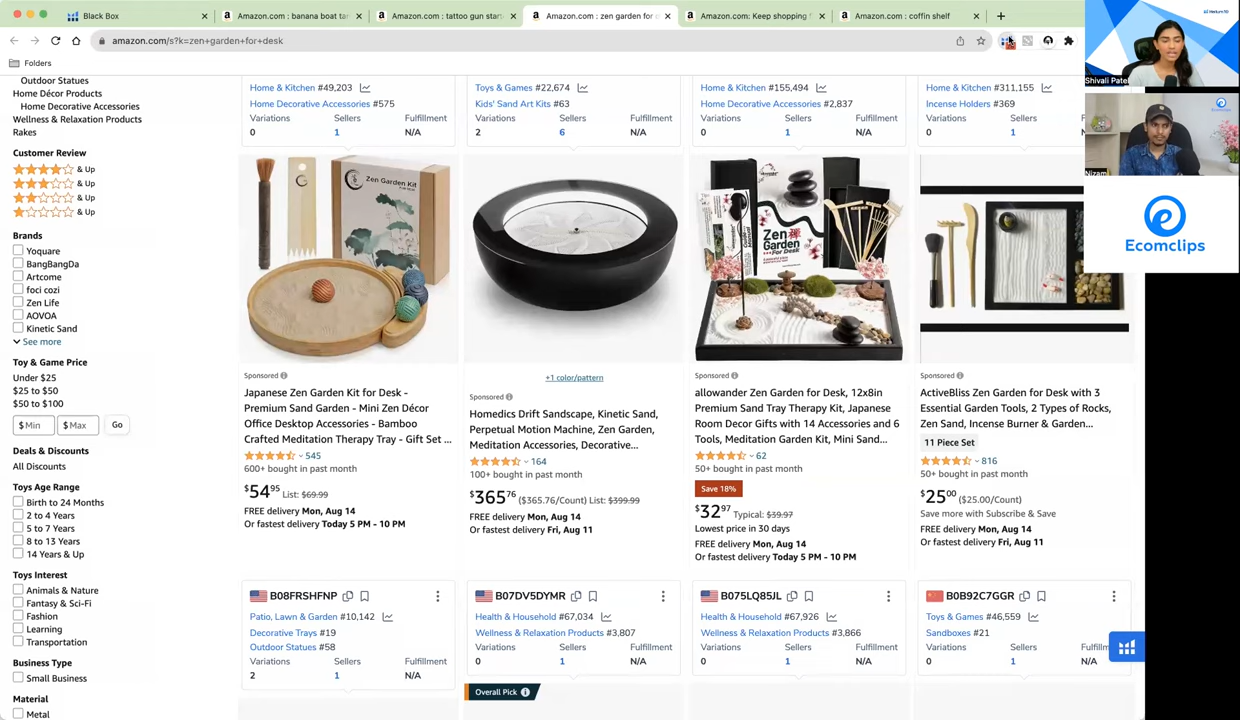 Black Box
Amazon.com : banana boat tan
Amazon.com : tattoo gun start
Amazon.com : zen garden for d
Amazon.com: Keep shopping f
Amazon.com : coffin shelf
amazon.com/s?k=zen+garden+for+desk
Folders
Shivali Patel
Nizam
Ecomclips
Outdoor Statues
Home Décor Products
Home Decorative Accessories
Wellness & Relaxation Products
Rakes
Customer Review
& Up
& Up
& Up
& Up
Brands
Yoquare
BangBangDa
Artcome
foci cozi
Zen Life
AOVOA
Kinetic Sand
See more
Toy & Game Price
Under $25
$25 to $50
$50 to $100
$ Min $ Max Go
Deals & Discounts
All Discounts
Toys Age Range
Birth to 24 Months
2 to 4 Years
5 to 7 Years
8 to 13 Years
14 Years & Up
Toys Interest
Animals & Nature
Fantasy & Sci-Fi
Fashion
Learning
Transportation
Business Type
Small Business
Material
Metal
Home & Kitchen #49,203
Home Decorative Accessories #575
Variations Sellers Fulfillment
0 1 N/A
Toys & Games #22,674
Kids' Sand Art Kits #63
Variations Sellers Fulfillment
2 6 N/A
Home & Kitchen #155,494
Home Decorative Accessories #2,837
Variations Sellers Fulfillment
0 1 N/A
Home & Kitchen #311,155
Incense Holders #369
Variations Sellers Fulfillment
0 1 N/A
Zen Garden Kit
Sponsored
Japanese Zen Garden Kit for Desk -
Premium Sand Garden - Mini Zen Décor
Office Desktop Accessories - Bamboo
Crafted Meditation Therapy Tray - Gift Set ...
545
600+ bought in past month
$54 95 List: $69.99
FREE delivery Mon, Aug 14
Or fastest delivery Today 5 PM - 10 PM
+1 color/pattern
Sponsored
Homedics Drift Sandscape, Kinetic Sand,
Perpetual Motion Machine, Zen Garden,
Meditation Accessories, Decorative...
164
100+ bought in past month
$365 76 ($365.76/Count) List: $399.99
FREE delivery Mon, Aug 14
Or fastest delivery Fri, Aug 11
Zen
Garden
Sponsored
allowander Zen Garden for Desk, 12x8in
Premium Sand Tray Therapy Kit, Japanese
Room Decor Gifts with 14 Accessories and 6
Tools, Meditation Garden Kit, Mini Sand...
62
50+ bought in past month
Save 18%
$32 97 Typical: $39.97
Lowest price in 30 days
FREE delivery Mon, Aug 14
Or fastest delivery Today 5 PM - 10 PM
Sponsored
ActiveBliss Zen Garden for Desk with 3
Essential Garden Tools, 2 Types of Rocks,
Zen Sand, Incense Burner & Garden...
11 Piece Set
816
50+ bought in past month
$25 00 ($25.00/Count)
Save more with Subscribe & Save
FREE delivery Mon, Aug 14
Or fastest delivery Fri, Aug 11
B08FRSHFNP
Patio, Lawn & Garden #10,142
Decorative Trays #19
Outdoor Statues #58
Variations Sellers Fulfillment
2 1 N/A
B07DV5DYMR
Health & Household #67,034
Wellness & Relaxation Products #3,807
Variations Sellers Fulfillment
0 1 N/A
Overall Pick
B075LQ85JL
Health & Household #67,926
Wellness & Relaxation Products #3,866
Variations Sellers Fulfillment
0 1 N/A
B0B92C7GGR
Toys & Games #46,559
Sandboxes #21
Variations Sellers Fulfillment
0 1 N/A